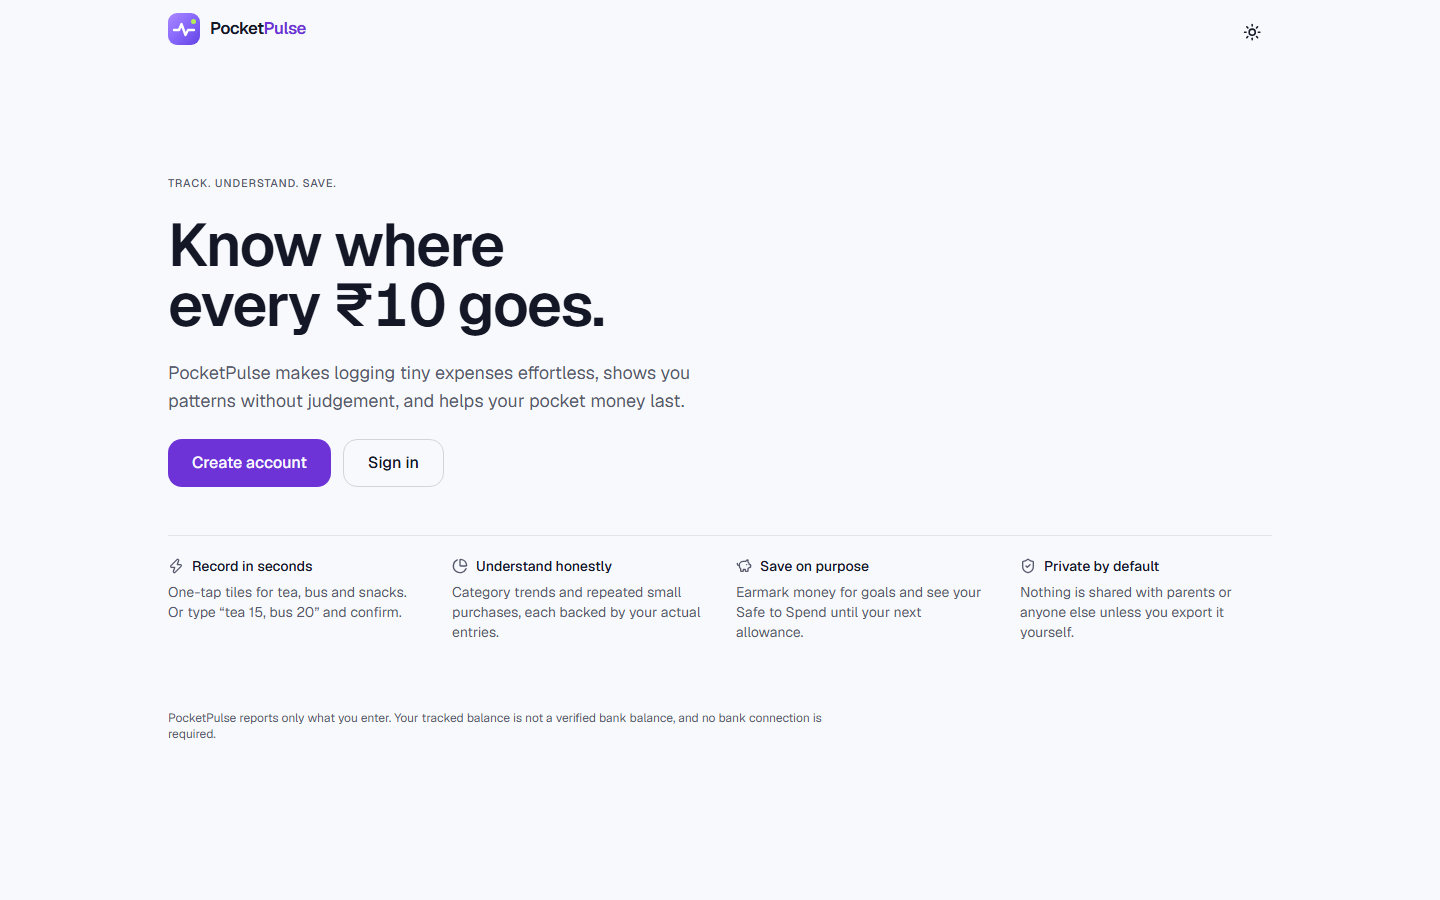 PocketPulse
TRACK. UNDERSTAND. SAVE.
Know where
every ₹10 goes.
PocketPulse makes logging tiny expenses effortless, shows you
patterns without judgement, and helps your pocket money last.
Create account
Sign in
Record in seconds
One-tap tiles for tea, bus and snacks.
Or type “tea 15, bus 20” and confirm.
Understand honestly
Category trends and repeated small
purchases, each backed by your actual
entries.
Save on purpose
Earmark money for goals and see your
Safe to Spend until your next
allowance.
Private by default
Nothing is shared with parents or
anyone else unless you export it
yourself.
PocketPulse reports only what you enter. Your tracked balance is not a verified bank balance, and no bank connection is
required.